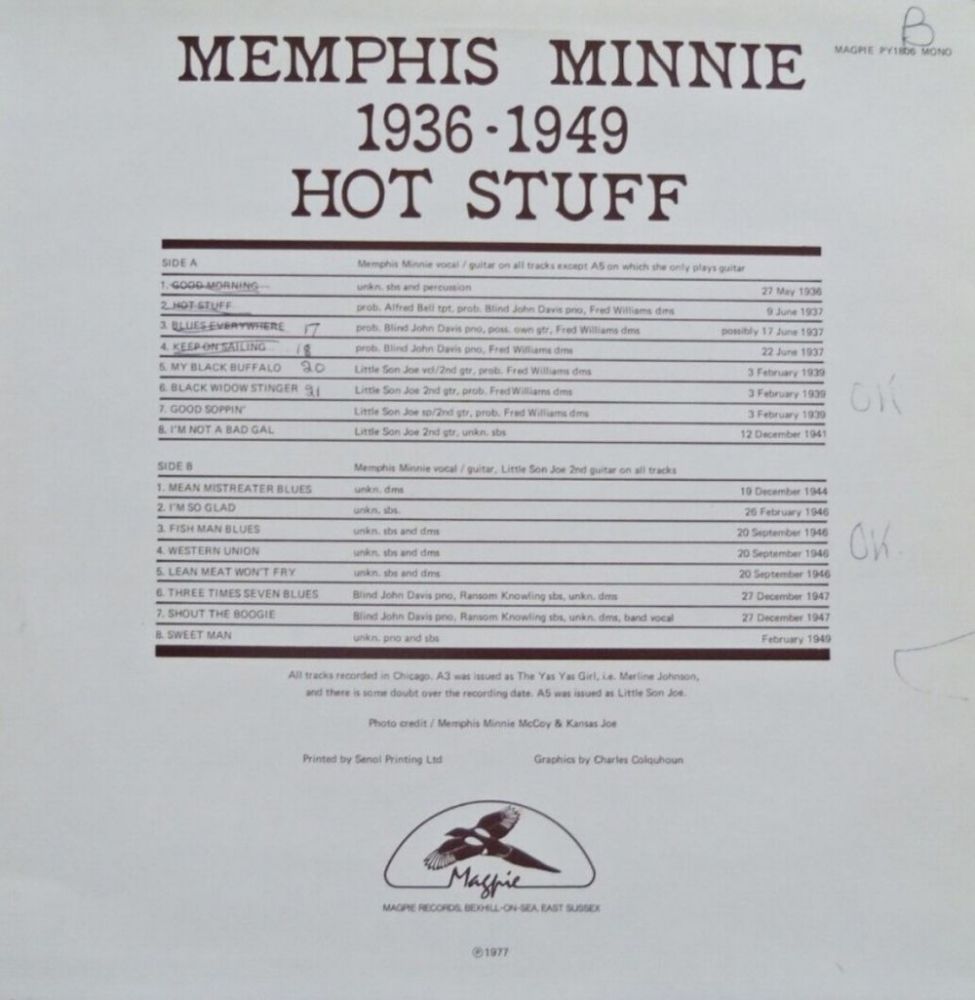 B
MAGPIE PY1806 MONO
MEMPHIS MINNIE
1936-1949
HOT STUFF
SIDE A Memphis Minnie vocal / guitar on all tracks except A5 on which she only plays guitar
1. GOOD MORNING unkn. sbs and percussion 27 May 1936
2. HOT STUFF prob. Alfred Bell tpt, prob. Blind John Davis pno, Fred Williams dms 9 June 1937
3. BLUES EVERYWHERE 17 prob. Blind John Davis pno, poss. own gtr, Fred Williams dms possibly 17 June 1937
4. KEEP ON SAILING 18 prob. Blind John Davis pno, Fred Williams dms 22 June 1937
5. MY BLACK BUFFALO 20 Little Son Joe vcl/2nd gtr, prob. Fred Williams dms 3 February 1939
6. BLACK WIDOW STINGER 21 Little Son Joe 2nd gtr, prob. Fred Williams dms 3 February 1939 OK
7. GOOD SOPPIN' Little Son Joe sp/2nd gtr, prob. Fred Williams dms 3 February 1939
8. I'M NOT A BAD GAL Little Son Joe 2nd gtr, unkn. sbs 12 December 1941
SIDE B Memphis Minnie vocal / guitar, Little Son Joe 2nd guitar on all tracks
1. MEAN MISTREATER BLUES unkn. dms 19 December 1944
2. I'M SO GLAD unkn. sbs. 26 February 1946
3. FISH MAN BLUES unkn. sbs and dms 20 September 1946
4. WESTERN UNION unkn. sbs and dms 20 September 1946 OK.
5. LEAN MEAT WON'T FRY unkn. sbs and dms 20 September 1946
6. THREE TIMES SEVEN BLUES Blind John Davis pno, Ransom Knowling sbs, unkn. dms 27 December 1947
7. SHOUT THE BOOGIE Blind John Davis pno, Ransom Knowling sbs, unkn. dms, band vocal 27 December 1947
8. SWEET MAN unkn. pno and sbs February 1949
All tracks recorded in Chicago. A3 was issued as The Yas Yas Girl, i.e. Merline Johnson,
and there is some doubt over the recording date. A5 was issued as Little Son Joe.
Photo credit / Memphis Minnie McCoy & Kansas Joe
Printed by Senol Printing Ltd Graphics by Charles Colquhoun
Magpie
MAGPIE RECORDS, BEXHILL-ON-SEA, EAST SUSSEX
℗1977